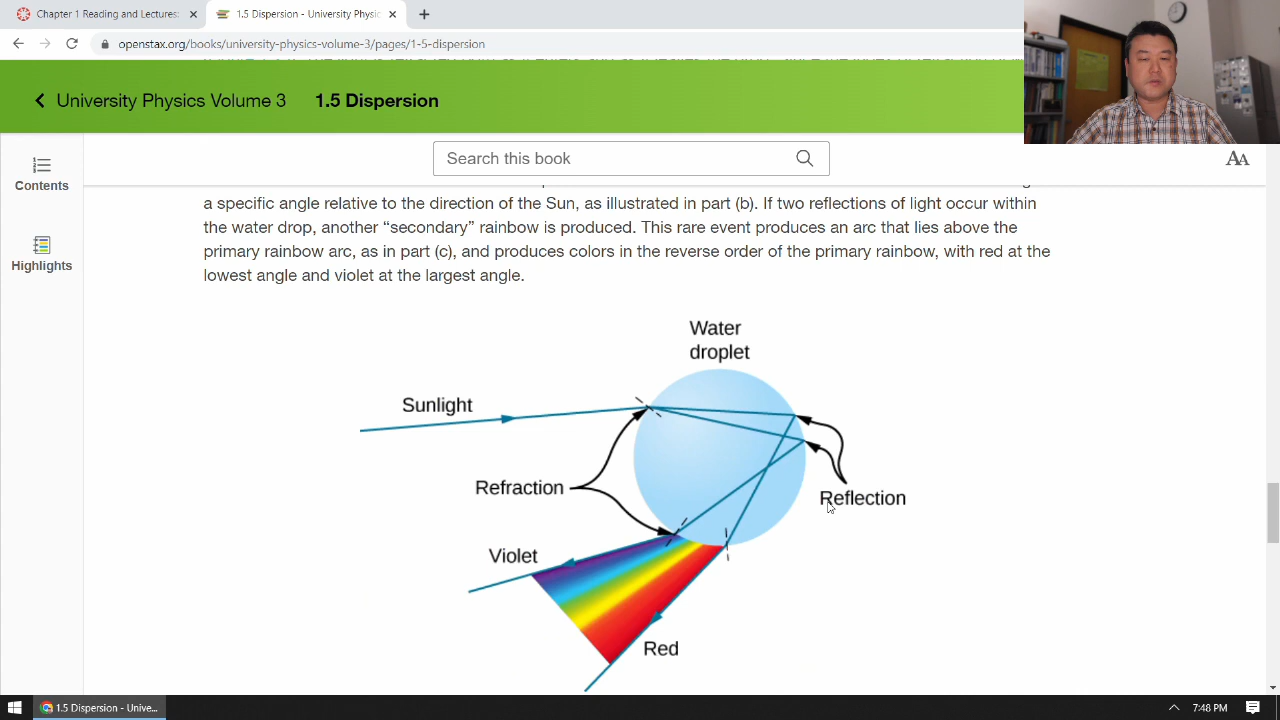 Chapter 1 Reading and Lectures:
1.5 Dispersion - University Physic
openstax.org/books/university-physics-volume-3/pages/1-5-dispersion
University Physics Volume 3 1.5 Dispersion
Search this book
AA
Contents
Highlights
a specific angle relative to the direction of the Sun, as illustrated in part (b). If two reflections of light occur within
the water drop, another “secondary” rainbow is produced. This rare event produces an arc that lies above the
primary rainbow arc, as in part (c), and produces colors in the reverse order of the primary rainbow, with red at the
lowest angle and violet at the largest angle.
Water
droplet
Sunlight
Refraction
Reflection
Violet
Red
1.5 Dispersion - Unive...
7:48 PM